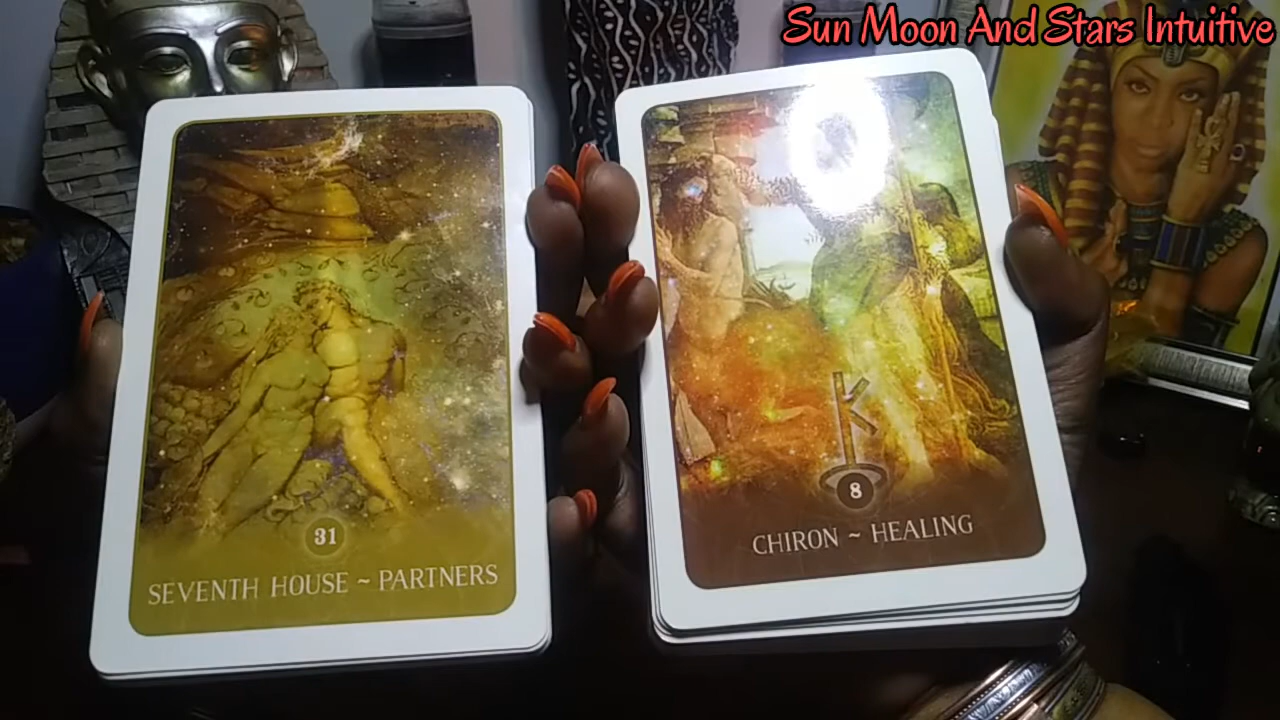 Sun Moon And Stars Intuitive
31
SEVENTH HOUSE ~ PARTNERS
8
CHIRON ~ HEALING